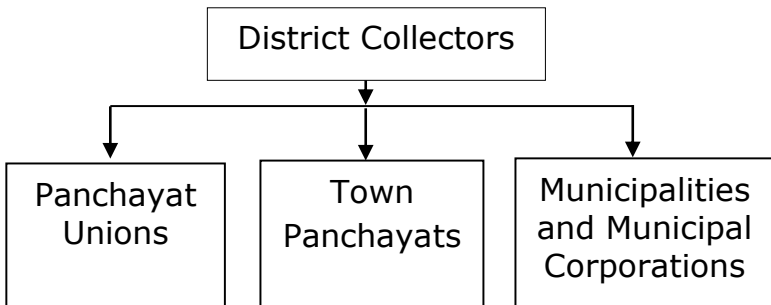 District Collectors
Panchayat
Unions
Town
Panchayats
Municipalities
and Municipal
Corporations